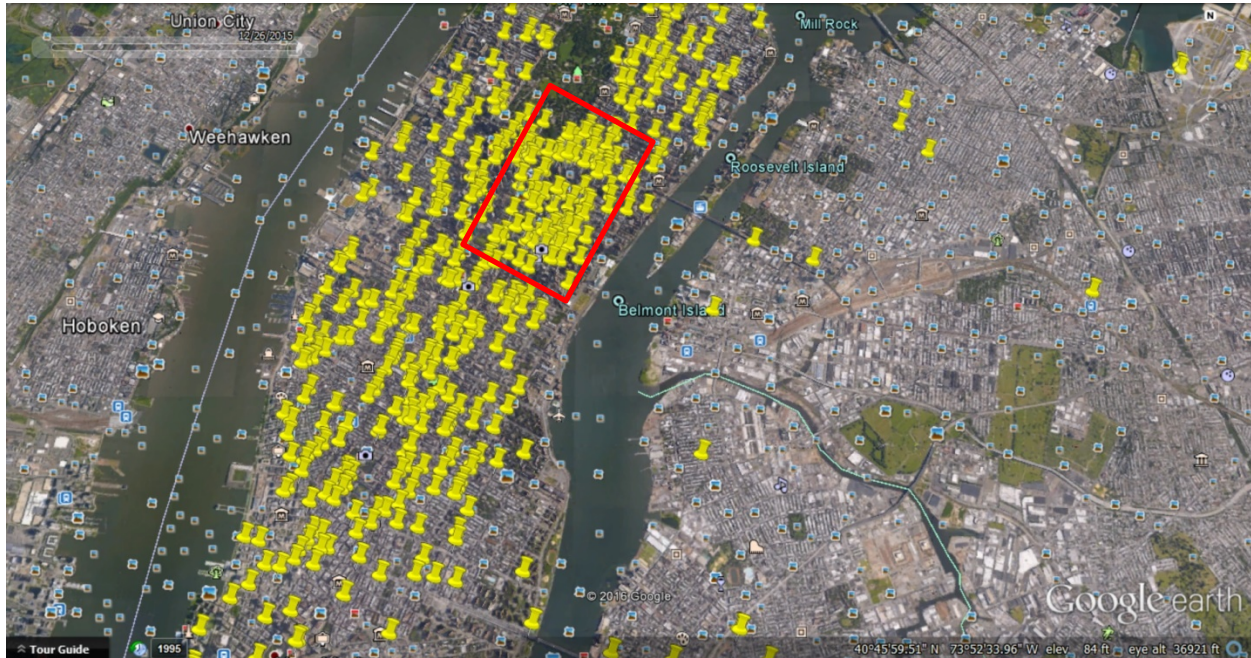 Union City
12/26/2015
Mill Rock
Weehawken
Roosevelt Island
Belmont Island
Hoboken
© 2016 Google
Google earth
Tour Guide
1995
40°45'59.51" N 73°52'33.96" W elev 84 ft eye alt 36921 ft
N